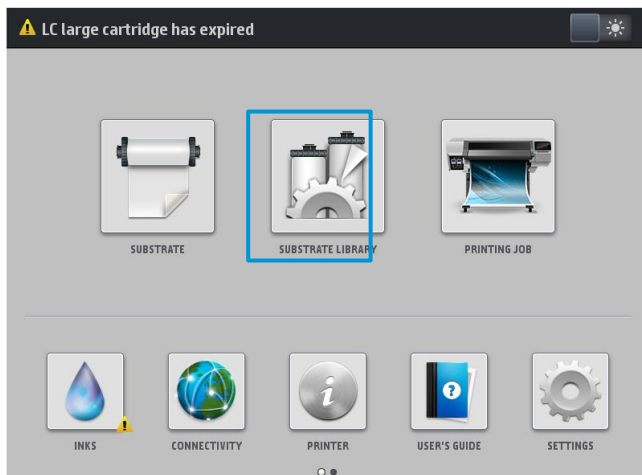 LC large cartridge has expired
SUBSTRATE
SUBSTRATE LIBRARY
PRINTING JOB
INKS
CONNECTIVITY
PRINTER
USER'S GUIDE
SETTINGS